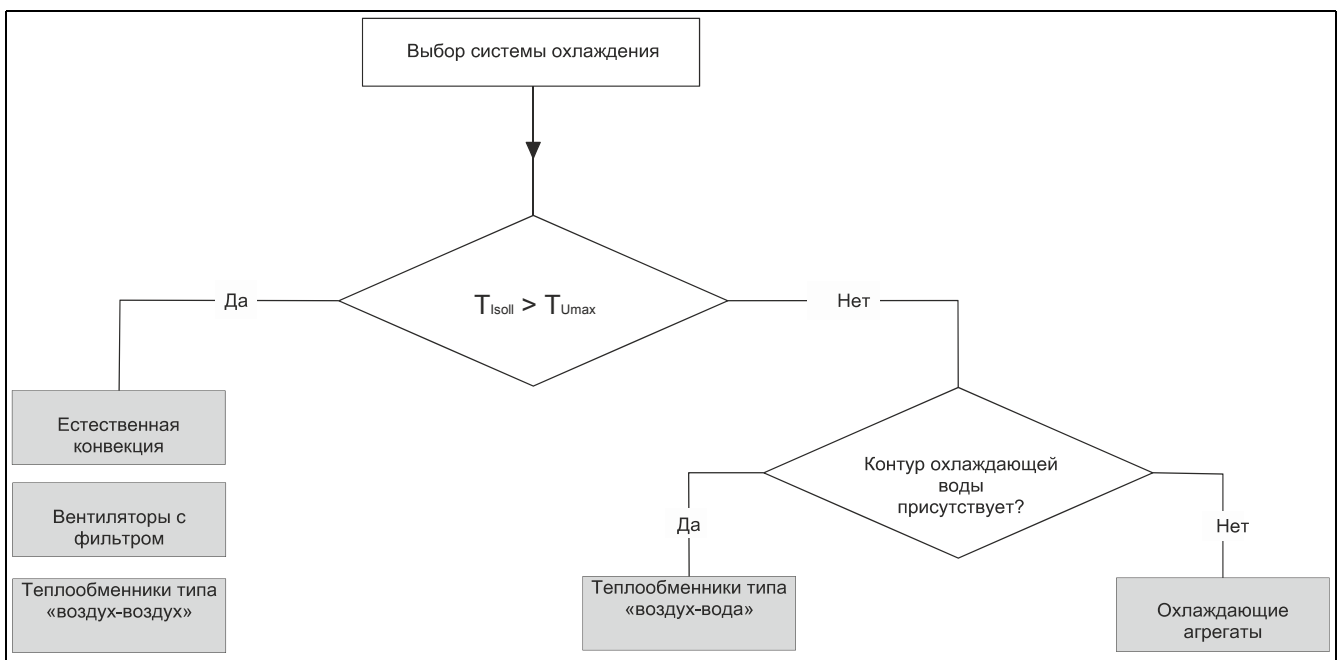 Выбор системы охлаждения
Да
TIsoll > TUmax
Нет
Естественная
конвекция
Контур охлаждающей
воды
присутствует?
Вентиляторы с
фильтром
Да
Нет
Теплообменники типа
«воздух-воздух»
Теплообменники типа
«воздух-вода»
Охлаждающие
агрегаты